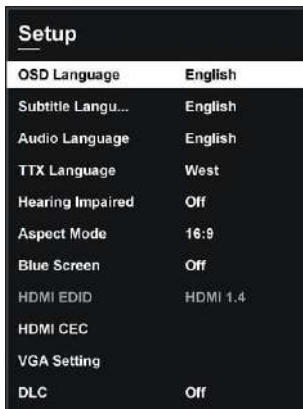 Setup
OSD Language English
Subtitle Langu... English
Audio Language English
TTX Language West
Hearing Impaired Off
Aspect Mode 16:9
Blue Screen Off
HDMI EDID HDMI 1.4
HDMI CEC
VGA Setting
DLC Off